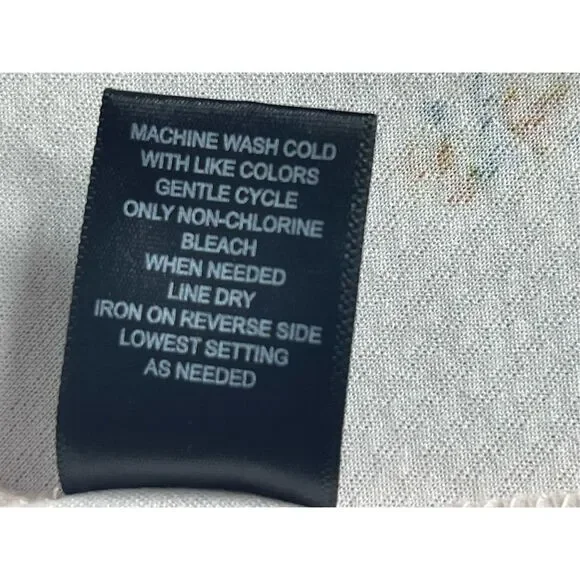 MACHINE WASH COLD
WITH LIKE COLORS
GENTLE CYCLE
ONLY NON-CHLORINE
BLEACH
WHEN NEEDED
LINE DRY
IRON ON REVERSE SIDE
LOWEST SETTING
AS NEEDED